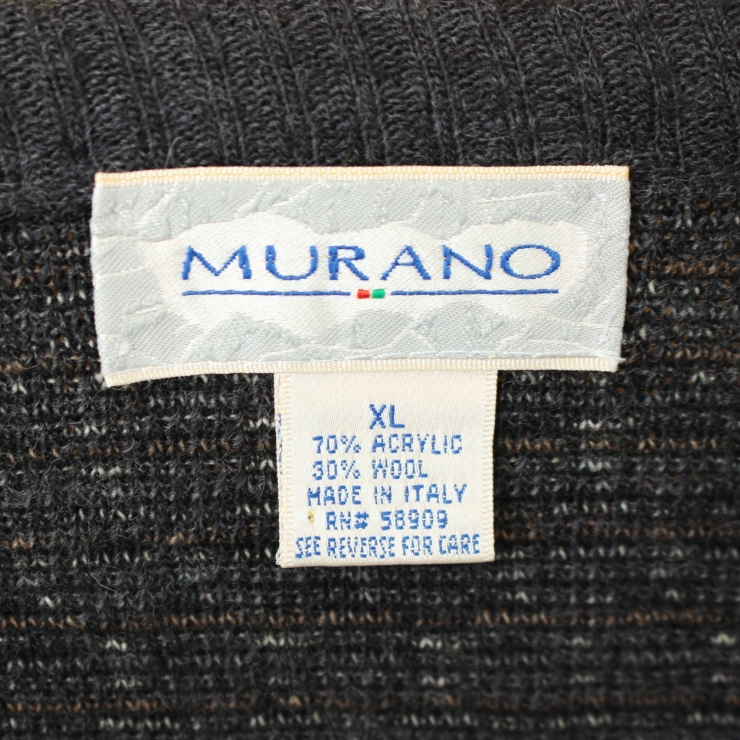 MURANO
XL
70% ACRYLIC
30% WOOL
MADE IN ITALY
RN# 58909
SEE REVERSE FOR CARE